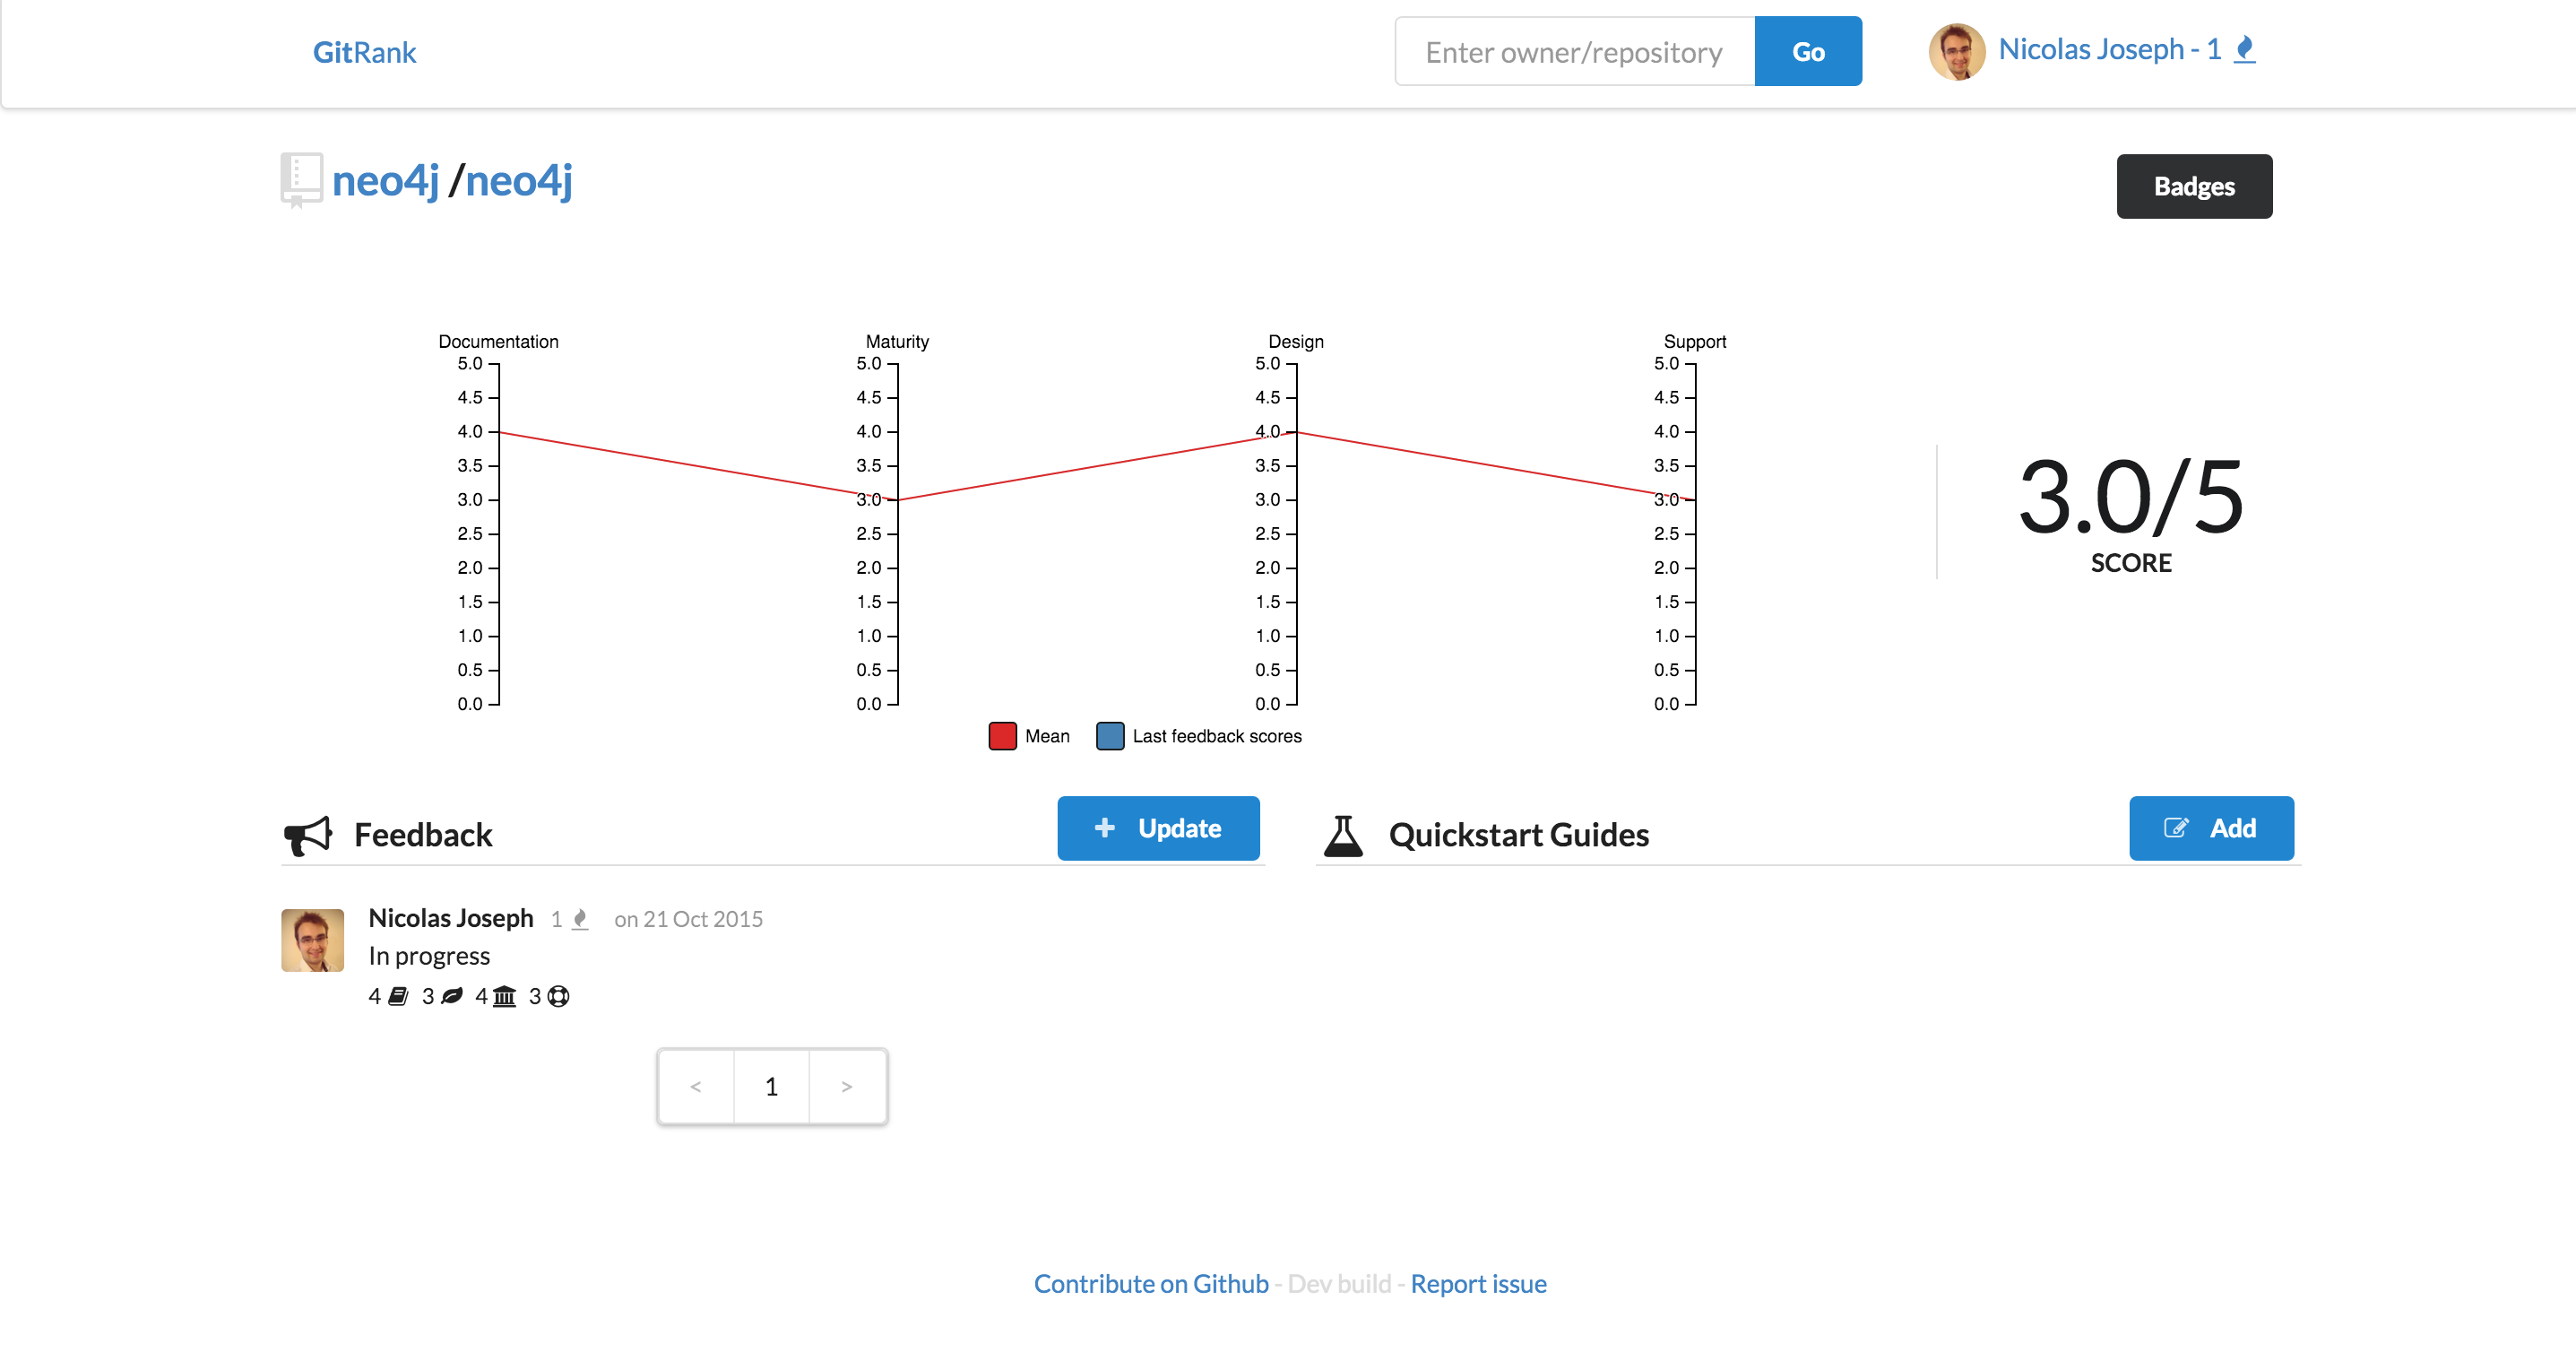 GitRank
Enter owner/repository
Go
Nicolas Joseph - 1
neo4j /neo4j
Badges
Documentation Maturity Design Support
5.0 5.0 5.0 5.0
4.5 4.5 4.5 4.5
4.0 4.0 4.0 4.0
3.5 3.5 3.5 3.5
3.0 3.0 3.0 3.0
2.5 2.5 2.5 2.5
2.0 2.0 2.0 2.0
1.5 1.5 1.5 1.5
1.0 1.0 1.0 1.0
0.5 0.5 0.5 0.5
0.0 0.0 0.0 0.0
Mean Last feedback scores
3.0/5
SCORE
Feedback
+ Update
Nicolas Joseph 1 on 21 Oct 2015
In progress
4 3 4 3
< 1 >
Quickstart Guides
Add
Contribute on Github - Dev build - Report issue